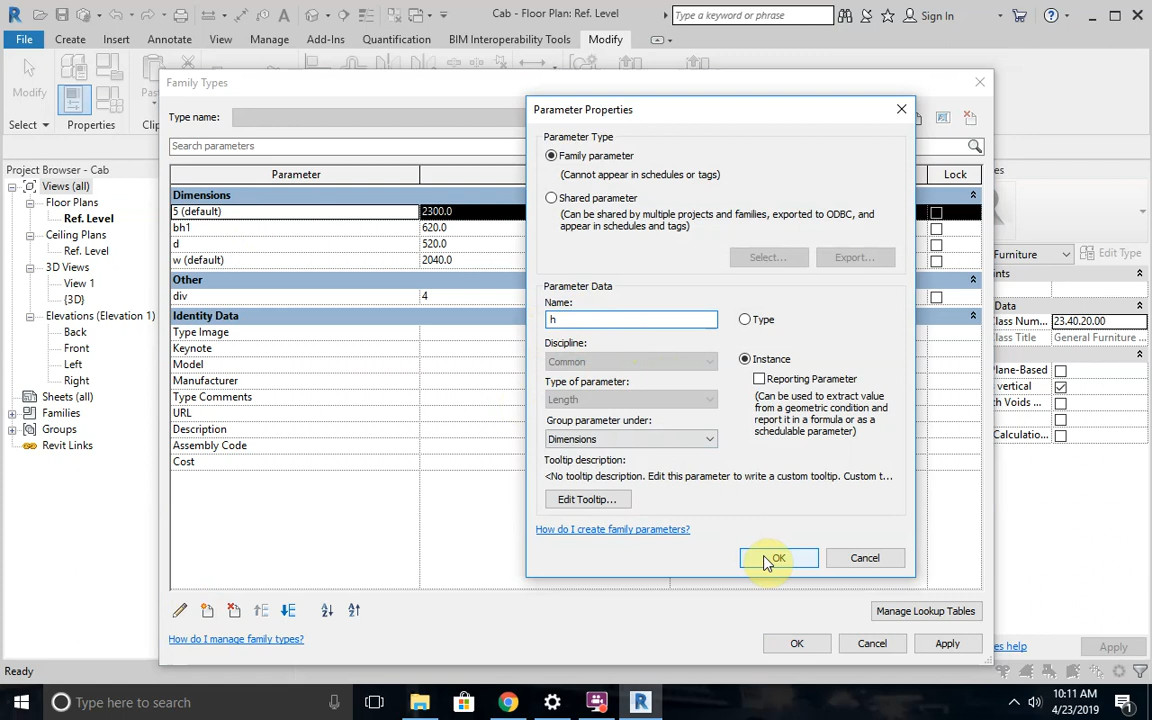 Cab - Floor Plan: Ref. Level
Type a keyword or phrase
Sign In
File
Create
Insert
Annotate
View
Manage
Add-Ins
Quantification
BIM Interoperability Tools
Modify
Modify
Select
Properties
Clip
Family Types
Type name:
Search parameters
Parameter
Lock
Dimensions
5 (default)
2300.0
bh1
620.0
d
520.0
w (default)
2040.0
Other
div
4
Identity Data
Type Image
Keynote
Model
Manufacturer
Type Comments
URL
Description
Assembly Code
Cost
Manage Lookup Tables
How do I manage family types?
OK
Cancel
Apply
Parameter Properties
Parameter Type
Family parameter
(Cannot appear in schedules or tags)
Shared parameter
(Can be shared by multiple projects and families, exported to ODBC, and
appear in schedules and tags)
Select...
Export...
Parameter Data
Name:
h
Type
Discipline:
Common
Instance
Type of parameter:
Reporting Parameter
Length
(Can be used to extract value
from a geometric condition and
report it in a formula or as a
schedulable parameter)
Group parameter under:
Dimensions
Tooltip description:
<No tooltip description. Edit this parameter to write a custom tooltip. Custom t...
Edit Tooltip...
How do I create family parameters?
OK
Cancel
Project Browser - Cab
Views (all)
Floor Plans
Ref. Level
Ceiling Plans
Ref. Level
3D Views
View 1
{3D}
Elevations (Elevation 1)
Back
Front
Left
Right
Sheets (all)
Families
Groups
Revit Links
Furniture
Edit Type
Data
23.40.20.00
General Furniture ...
Apply
Ready
Type here to search
10:11 AM
4/23/2019